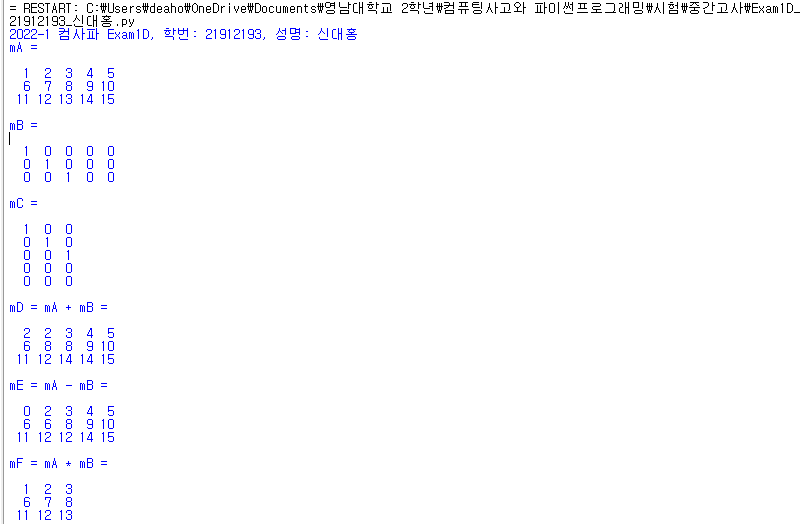 = RESTART: C:₩Users₩deaho₩OneDrive₩Documents₩영남대학교 2학년₩컴퓨팅사고와 파이썬프로그래밍₩시험₩중간고사₩Exam1D_
21912193_신대홍.py
2022-1 컴사파 Exam1D, 학번: 21912193, 성명: 신대홍
mA =
1 2 3 4 5
6 7 8 9 10
11 12 13 14 15
mB =
1 0 0 0 0
0 1 0 0 0
0 0 1 0 0
mC =
1 0 0
0 1 0
0 0 1
0 0 0
0 0 0
mD = mA + mB =
2 2 3 4 5
6 8 8 9 10
11 12 14 14 15
mE = mA - mB =
0 2 3 4 5
6 6 8 9 10
11 12 12 14 15
mF = mA * mB =
1 2 3
6 7 8
11 12 13